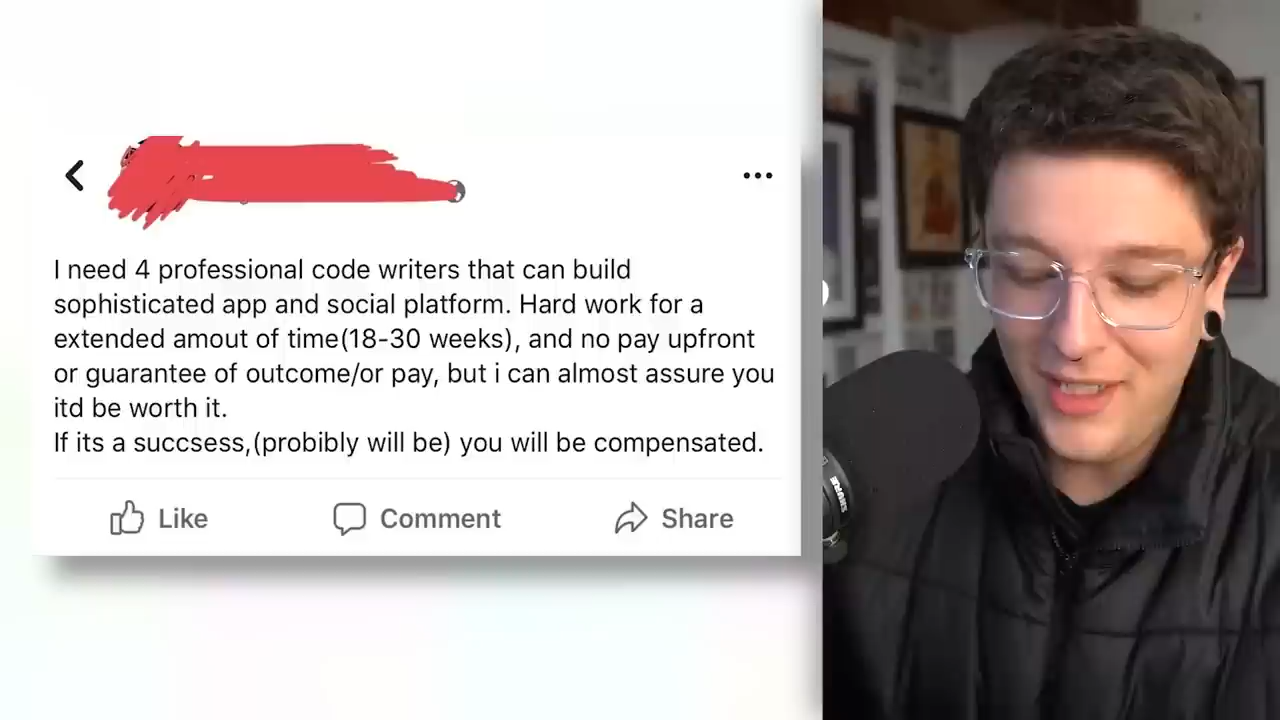 I need 4 professional code writers that can build
sophisticated app and social platform. Hard work for a
extended amout of time(18-30 weeks), and no pay upfront
or guarantee of outcome/or pay, but i can almost assure you
itd be worth it.
If its a succsess,(probibly will be) you will be compensated.
Like Comment Share
SHURE